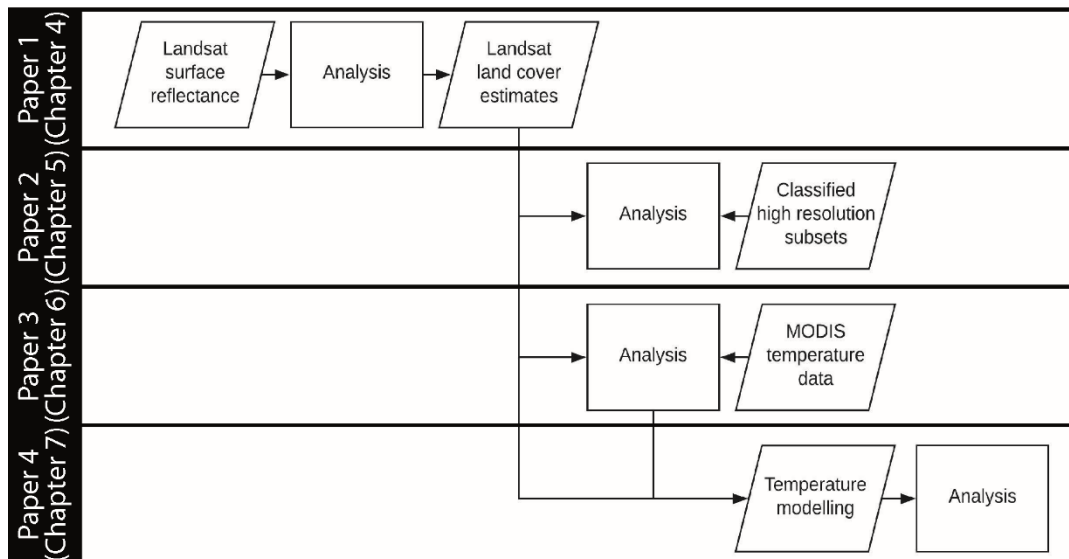 Paper 1
(Chapter 4)
Landsat
surface
reflectance
Analysis
Landsat
land cover
estimates
Paper 2
(Chapter 5)
Analysis
Classified
high resolution
subsets
Paper 3
(Chapter 6)
Analysis
MODIS
temperature
data
Paper 4
(Chapter 7)
Temperature
modelling
Analysis